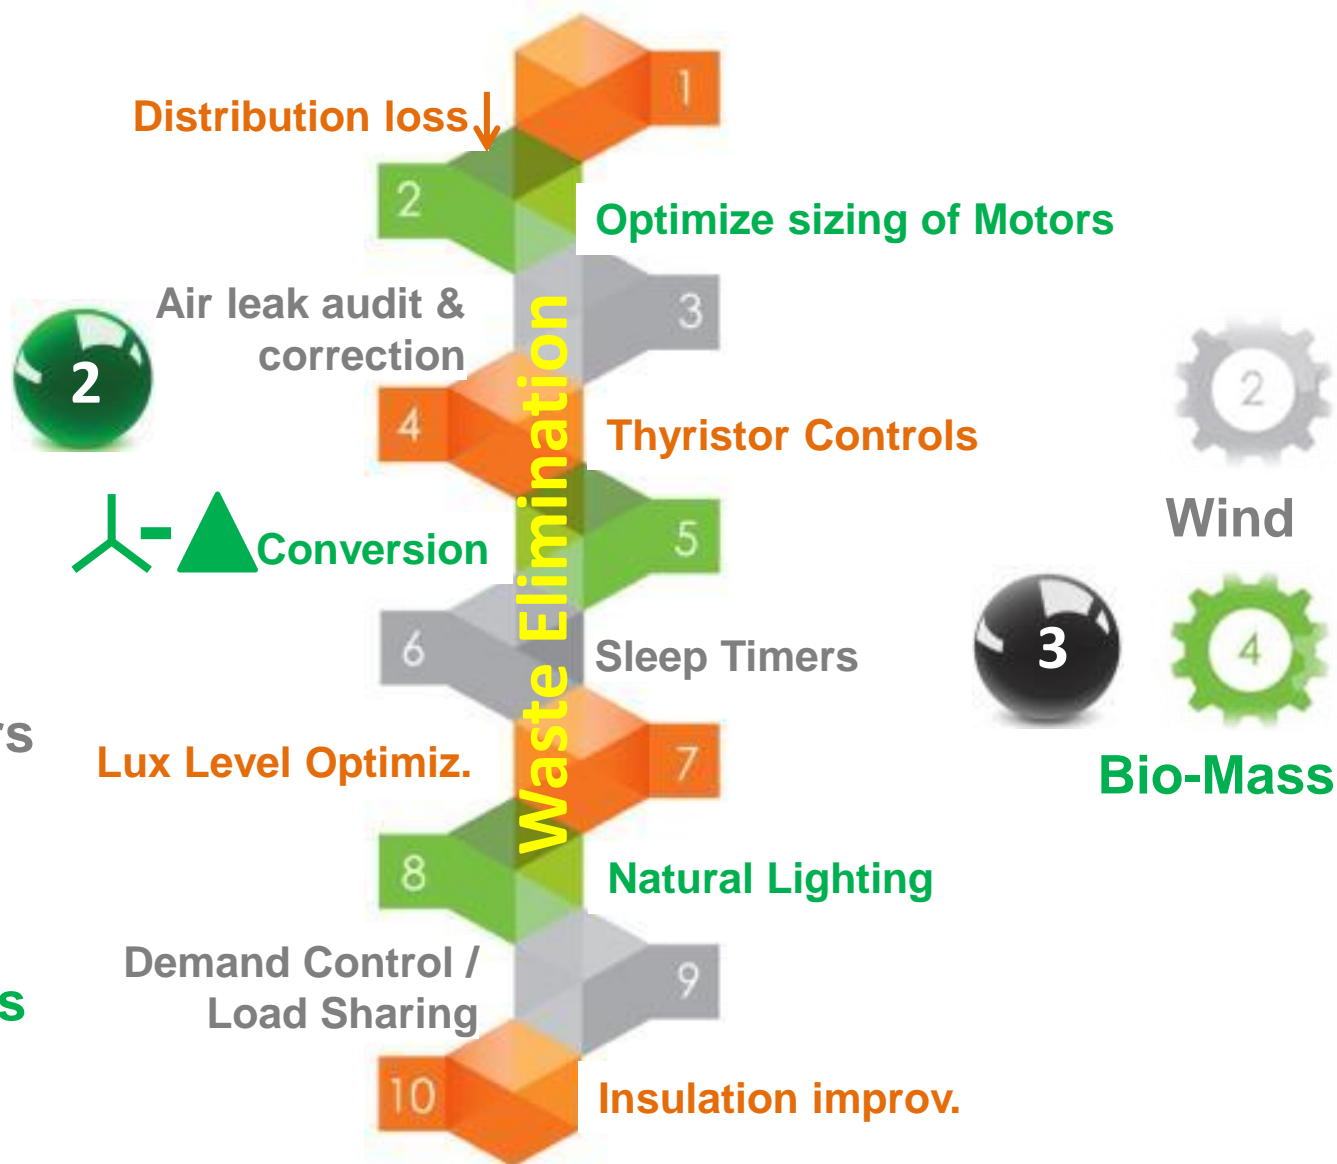 1
Distribution loss
2
Optimize sizing of Motors
Air leak audit &
correction
3
2
4
Thyristor Controls
2
Wind
Conversion
5
6
Sleep Timers
3
4
Bio-Mass
Lux Level Optimiz.
7
8
Natural Lighting
Demand Control /
Load Sharing
9
10
Insulation improv.
Waste Elimination
rs
s